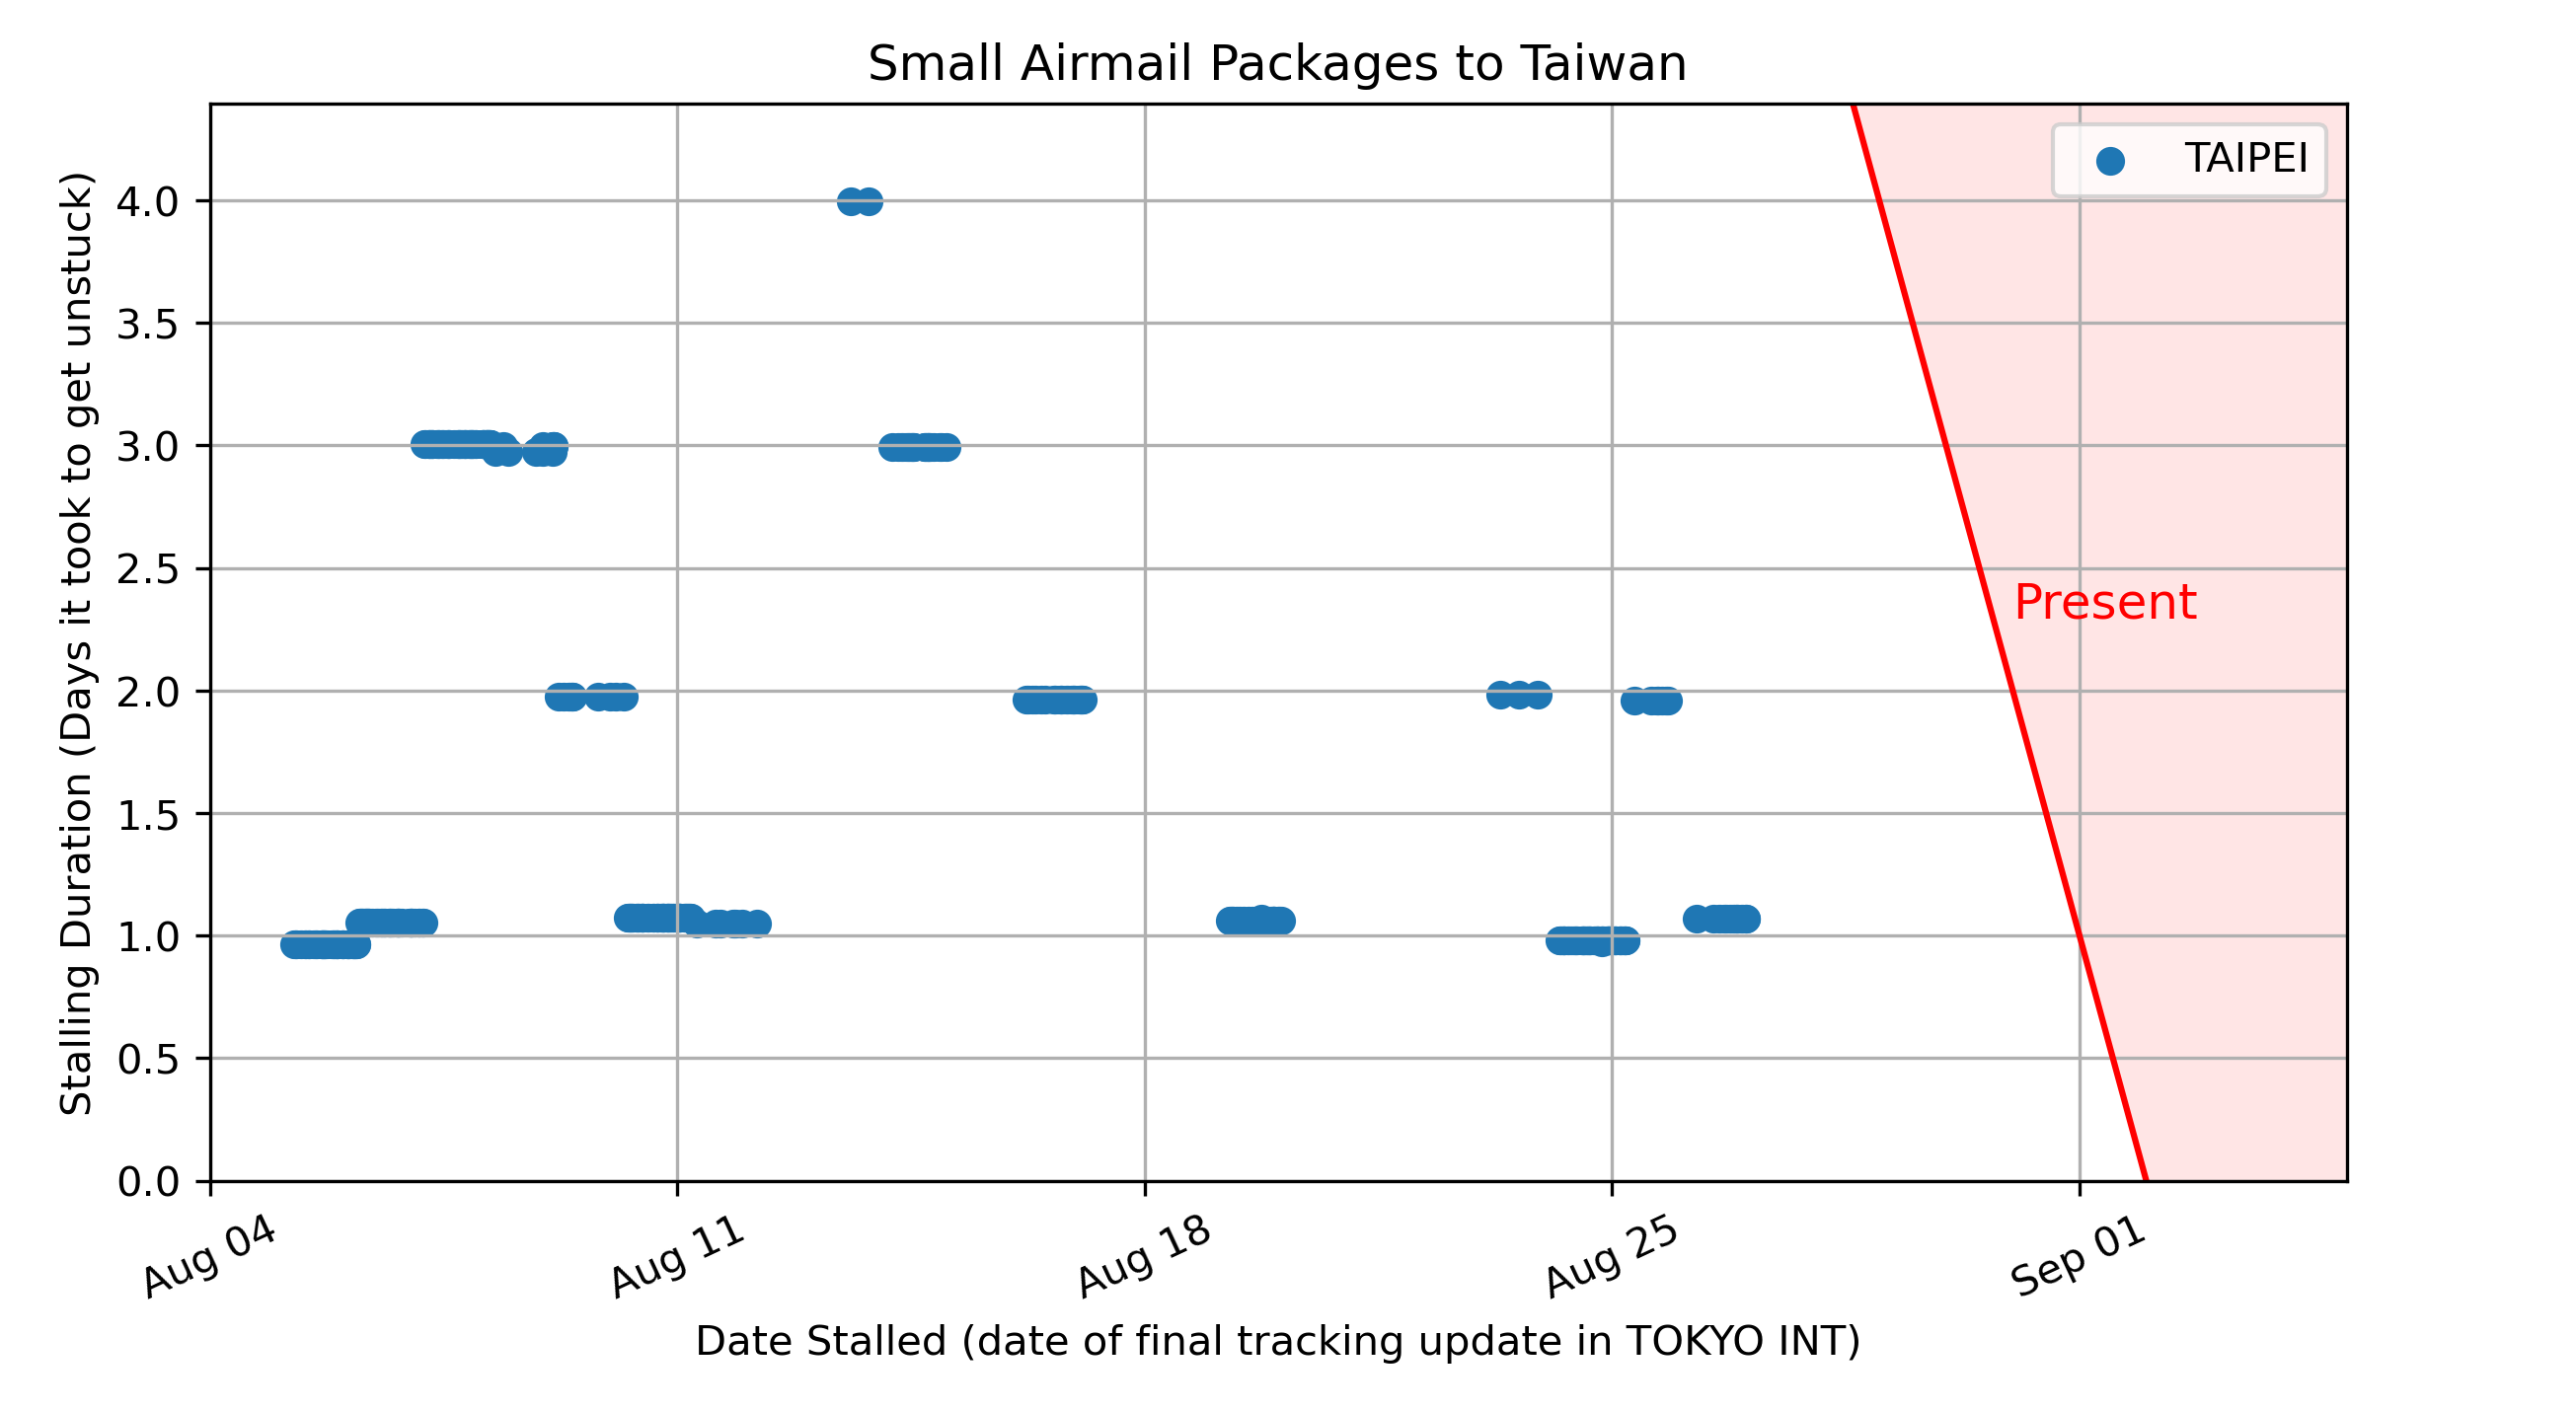 Small Airmail Packages to Taiwan
TAIPEI
Stalling Duration (Days it took to get unstuck)
4.0
3.5
3.0
2.5
2.0
1.5
1.0
0.5
0.0
Present
Aug 04
Aug 11
Aug 18
Aug 25
Sep 01
Date Stalled (date of final tracking update in TOKYO INT)